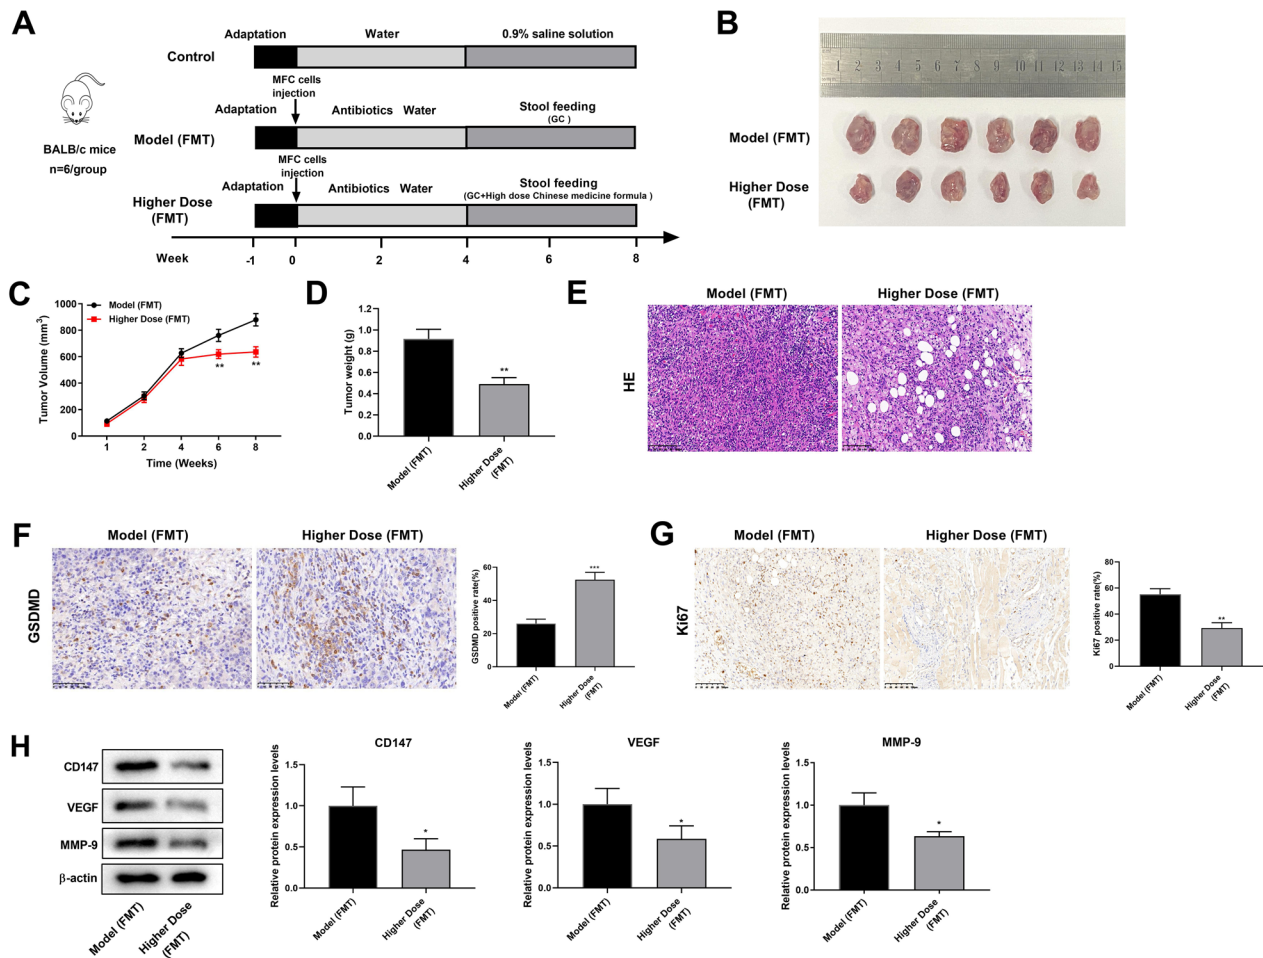 A
Adaptation Water 0.9% saline solution
Control
MFC cells
injection
Adaptation Antibiotics Water Stool feeding
(GC )
Model (FMT)
MFC cells
injection
Adaptation Antibiotics Water Stool feeding
(GC+High dose Chinese medicine formula )
Higher Dose
(FMT)
BALB/c mice
n=6/group
Week -1 0 2 4 6 8
B
1 2 3 4 5 6 7 8 9 10 11 12 13 14 15
Model (FMT)
Higher Dose
(FMT)
C
Model (FMT)
Higher Dose (FMT)
Tumor Volume (mm³)
1000
800
600
400
200
0
** **
1 2 4 6 8
Time (Weeks)
D
Tumor weight (g)
1.2
1.0
0.8
0.6
0.4
0.2
0.0
**
Model (FMT)
Higher Dose
(FMT)
E
Model (FMT) Higher Dose (FMT)
HE
F
Model (FMT) Higher Dose (FMT)
GSDMD
GSDMD positive rate(%)
60
40
20
0
***
Model (FMT)
Higher Dose
(FMT)
G
Model (FMT) Higher Dose (FMT)
Ki67
Ki67 positive rate(%)
80
60
40
20
0
**
Model (FMT)
Higher Dose
(FMT)
H
CD147
VEGF
MMP-9
β-actin
Model (FMT)
Higher Dose
(FMT)
CD147
Relative protein expression levels
1.5
1.0
0.5
0.0
*
Model (FMT)
Higher Dose
(FMT)
VEGF
Relative protein expression levels
1.5
1.0
0.5
0.0
*
Model (FMT)
Higher Dose
(FMT)
MMP-9
Relative protein expression levels
1.5
1.0
0.5
0.0
*
Model (FMT)
Higher Dose
(FMT)